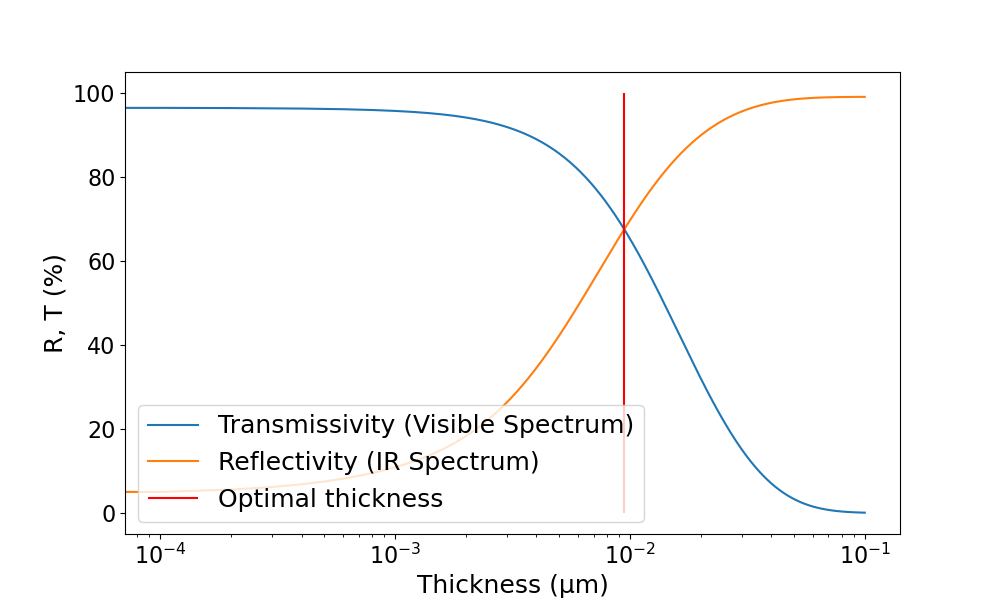 100
80
60
40
20
0
R, T (%)
Transmissivity (Visible Spectrum)
Reflectivity (IR Spectrum)
Optimal thickness
10⁻⁴ 10⁻³ 10⁻² 10⁻¹
Thickness (μm)